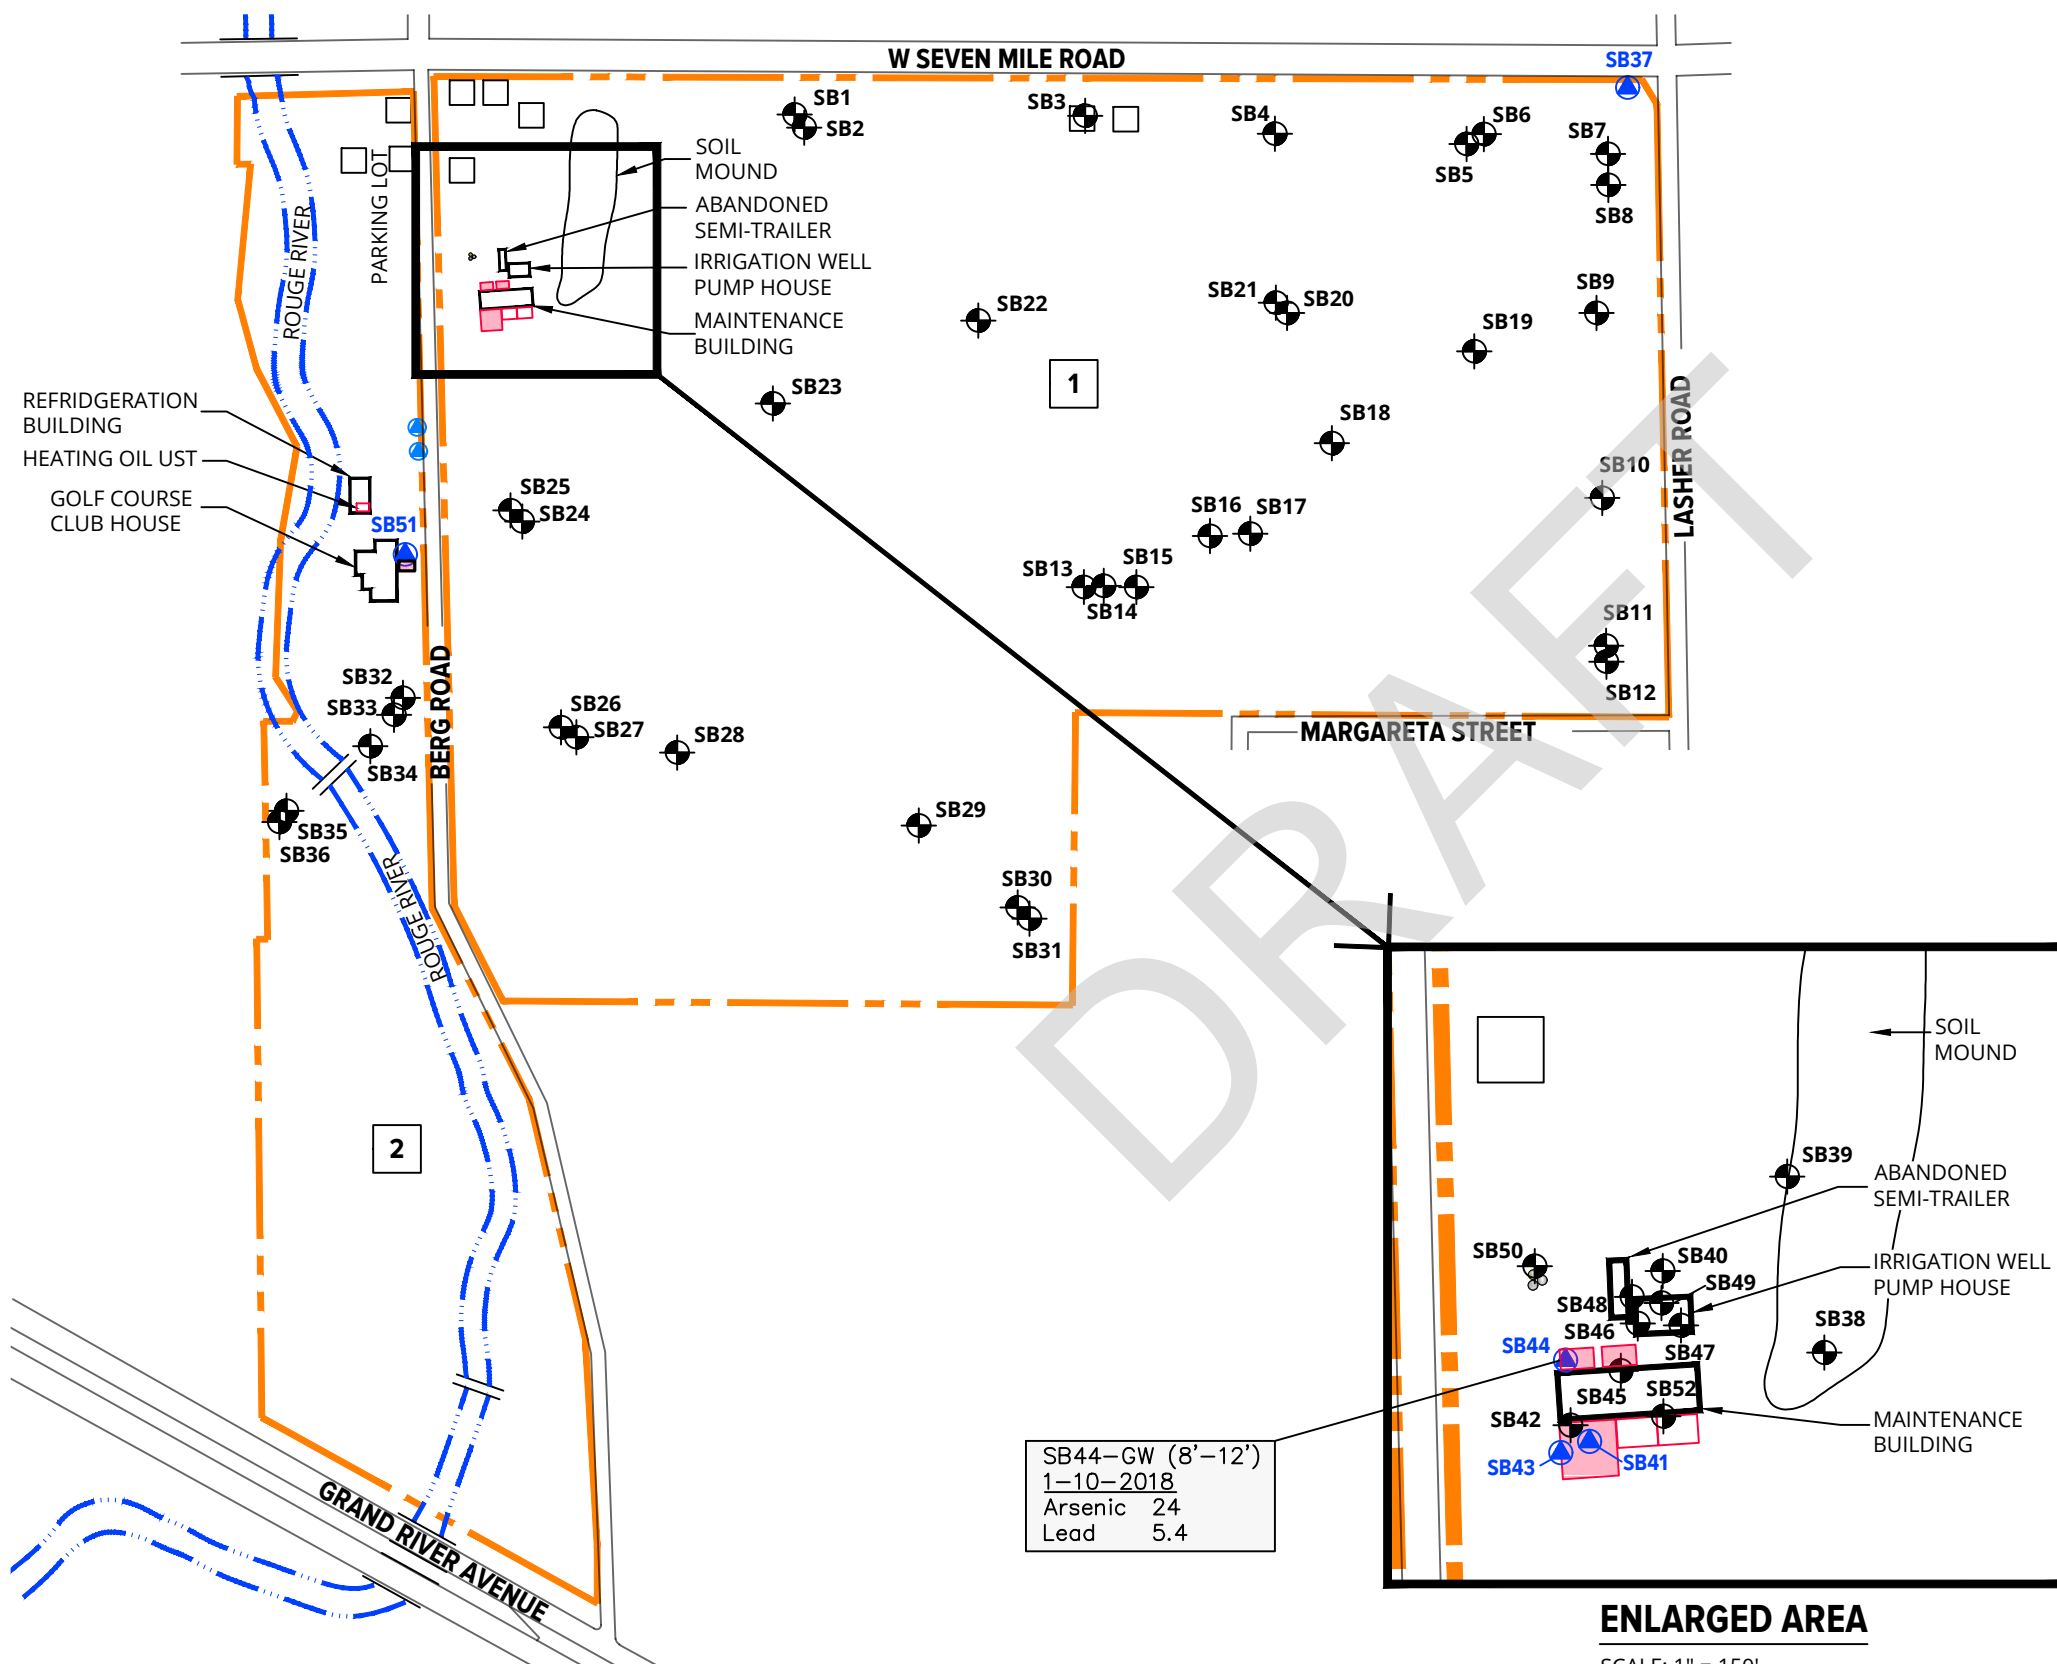 W SEVEN MILE ROAD
SB37
SB1
SB2
SB3
SB4
SB6
SB5
SB7
SB8
SOIL
MOUND
ABANDONED
SEMI-TRAILER
IRRIGATION WELL
PUMP HOUSE
MAINTENANCE
BUILDING
PARKING LOT
ROUGE RIVER
SB22
SB21
SB20
SB9
SB19
1
SB23
SB18
LASHER ROAD
REFRIDGERATION
BUILDING
HEATING OIL UST
GOLF COURSE
CLUB HOUSE
SB51
SB25
SB24
SB10
SB16
SB17
SB13
SB15
SB14
SB11
SB12
SB32
SB33
SB34
BERG ROAD
SB26
SB27
SB28
MARGARETA STREET
SB35
SB36
SB29
ROUGE RIVER
SB30
SB31
DRAFT
2
SOIL
MOUND
SB39
ABANDONED
SEMI-TRAILER
SB50
SB40
SB49
IRRIGATION WELL
PUMP HOUSE
SB48
SB46
SB44
SB47
SB38
SB45
SB52
SB42
MAINTENANCE
BUILDING
SB43
SB41
SB44-GW (8'-12')
1-10-2018
Arsenic 24
Lead 5.4
GRAND RIVER AVENUE
ENLARGED AREA
SCALE: 1" = 150'